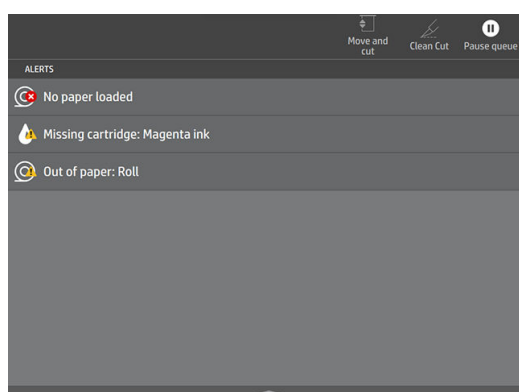 Move and
cut
Clean Cut
Pause queue
ALERTS
No paper loaded
Missing cartridge: Magenta ink
Out of paper: Roll